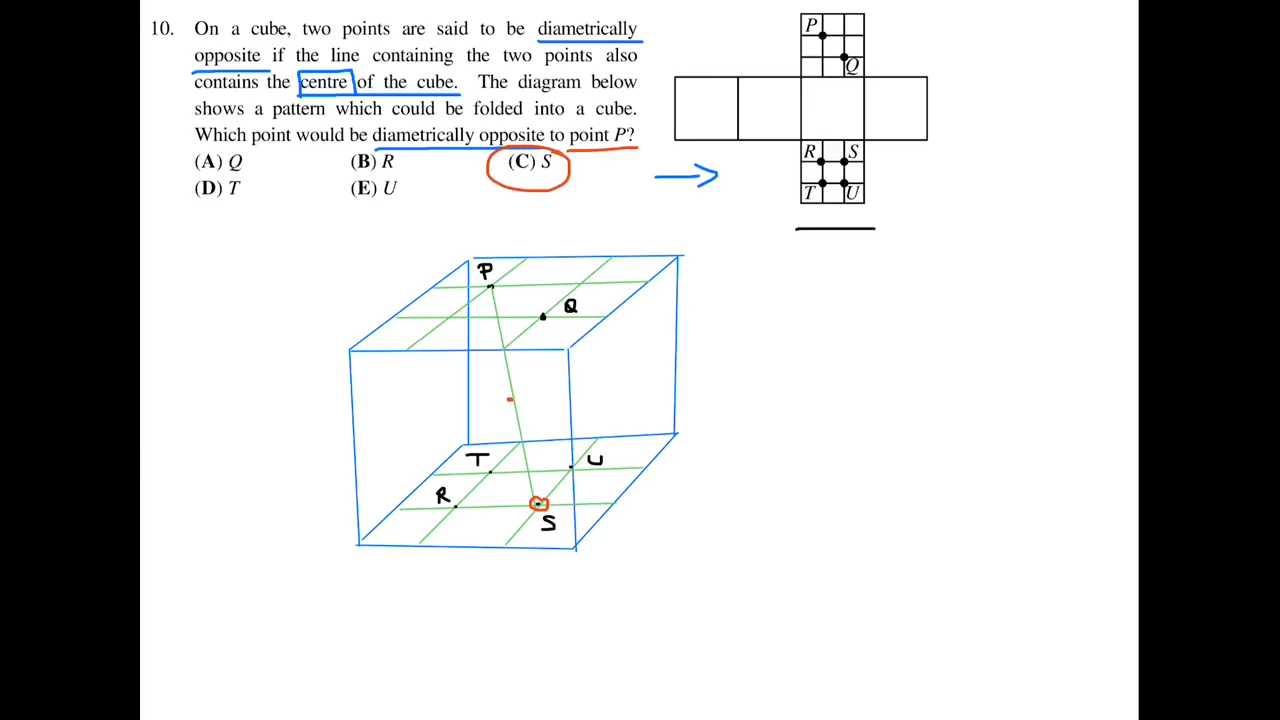 10. On a cube, two points are said to be diametrically
opposite if the line containing the two points also
contains the centre of the cube. The diagram below
shows a pattern which could be folded into a cube.
Which point would be diametrically opposite to point P?
(A) Q (B) R (C) S
(D) T (E) U
P
Q
R S
T U
P
Q
T U
R
S